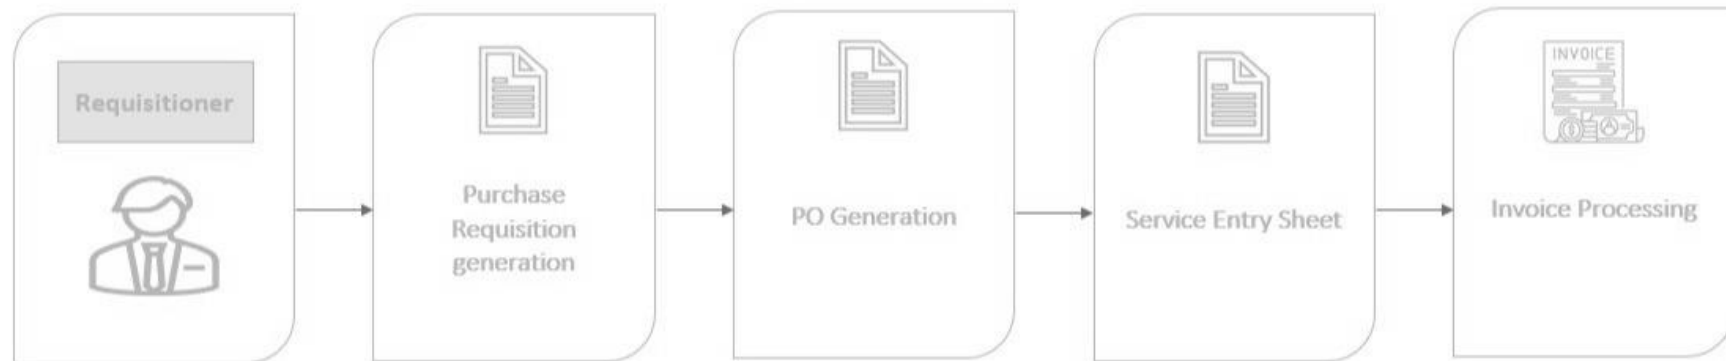 Requisitioner
Purchase
Requisition
generation
PO Generation
Service Entry Sheet
INVOICE
Invoice Processing